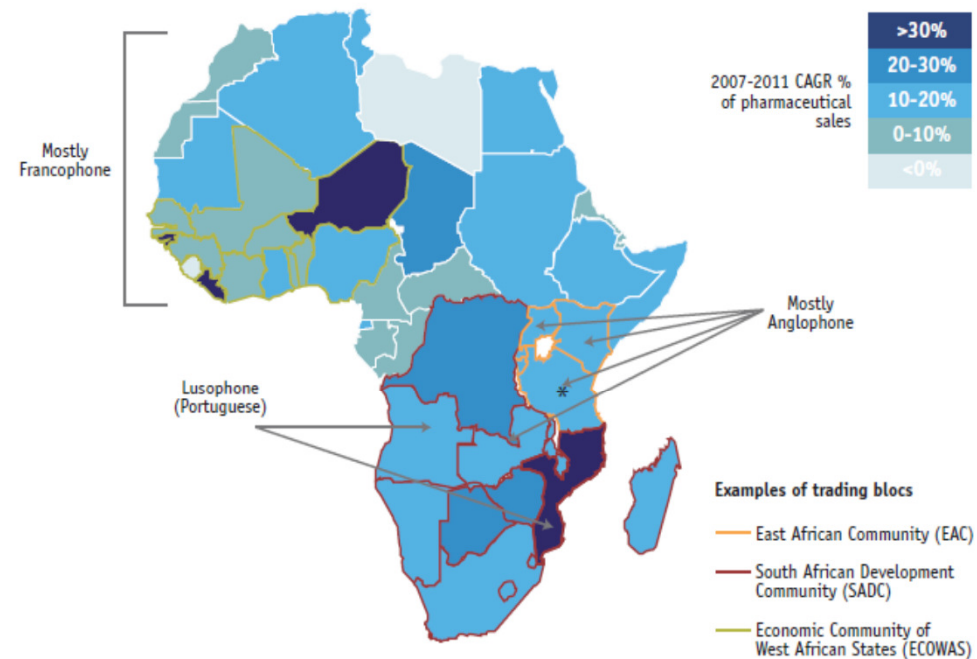 >30%
20-30%
10-20%
0-10%
<0%
2007-2011 CAGR %
of pharmaceutical
sales
Mostly
Francophone
Mostly
Anglophone
Lusophone
(Portuguese)
*
Examples of trading blocs
East African Community (EAC)
South African Development
Community (SADC)
Economic Community of
West African States (ECOWAS)